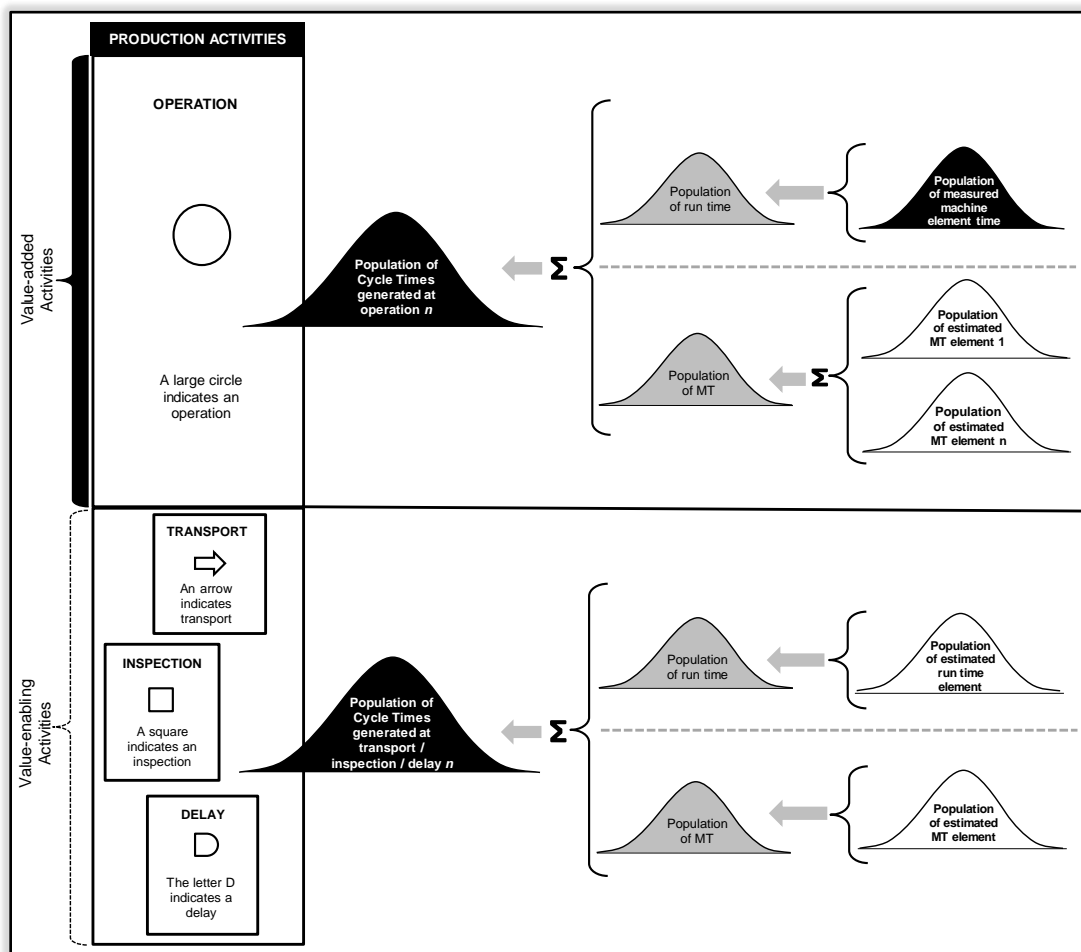 PRODUCTION ACTIVITIES
Value-added
Activities
OPERATION
A large circle
indicates an
operation
Population of
Cycle Times
generated at
operation n
Σ
Population
of run time
Population
of measured
machine
element time
Population
of MT
Σ
Population
of estimated
MT element 1
Population
of estimated
MT element n
Value-enabling
Activities
TRANSPORT
An arrow
indicates
transport
INSPECTION
A square
indicates an
inspection
DELAY
The letter D
indicates a
delay
Population of
Cycle Times
generated at
transport /
inspection / delay n
Σ
Population
of run time
Population
of estimated
run time
element
Population
of MT
Population
of estimated
MT element